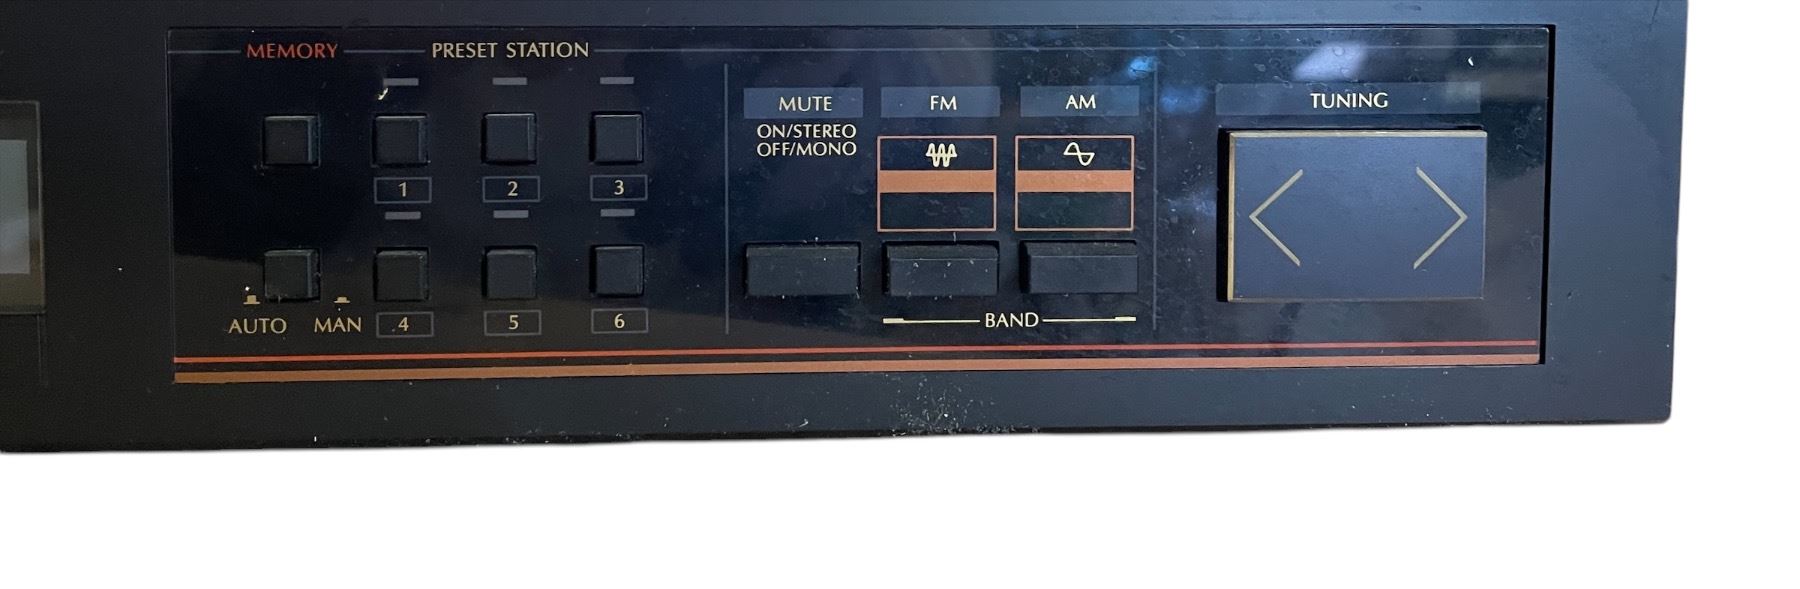 MEMORY PRESET STATION
1 2 3
AUTO MAN 4 5 6
MUTE FM AM
ON/STEREO
OFF/MONO
BAND
TUNING